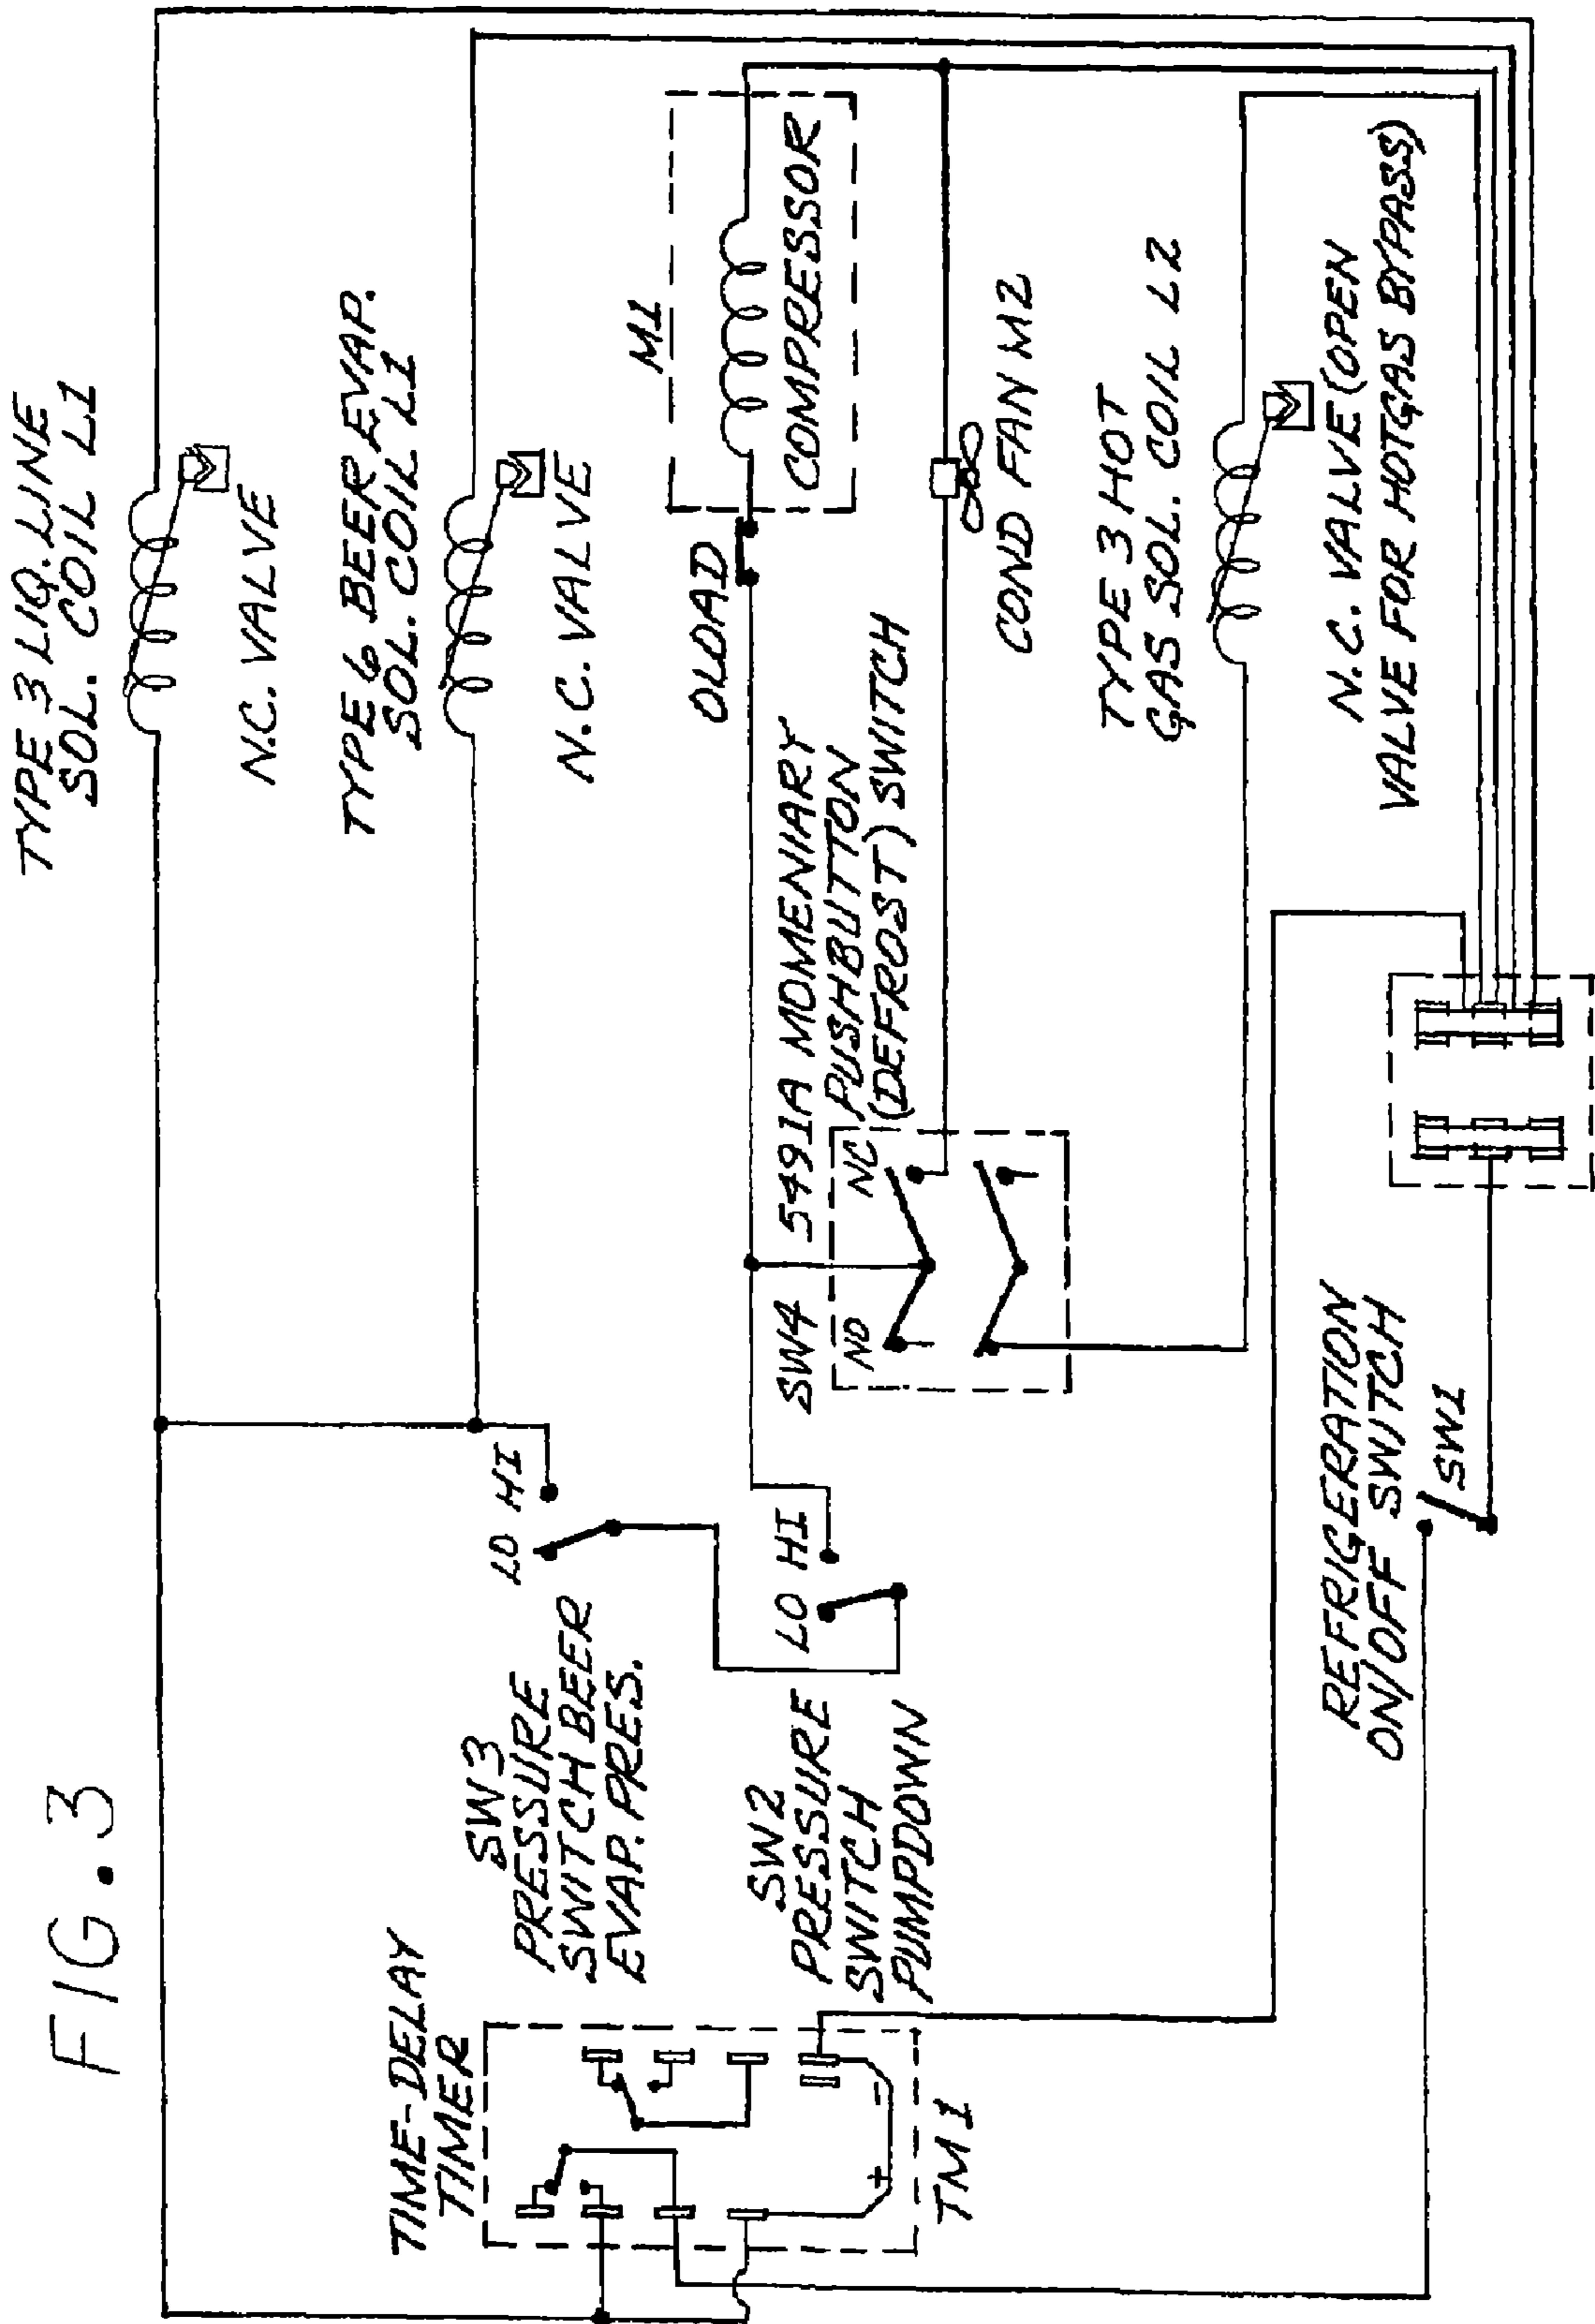 FIG. 3
TYPE 3 LIQ. LINE
SOL. COIL L1
N.C. VALVE
TYPE 6 BEER EVAP.
SOL. COIL L1
N.C. VALVE
M1
COMPRESSOR
OLOAD
COND FAN M2
TYPE 3 HOT
GAS SOL. COIL L2
N.C. VALVE (OPEN
VALVE FOR HOTGAS BYPASS)
SW4 5491A MOMENIARY
PUSHBUTTON
(DEFROST) SWITCH
NO
NC
LO HI
SW3
PRESSURE
SWITCH BEER
EVAP. PRES.
LO HI
SW2
PRESSURE
SWITCH
PUMPDOWN
TIME-DELAY
TIMER
+
-
TM1
REFRIGERATION
ON/OFF SWITCH
SW1